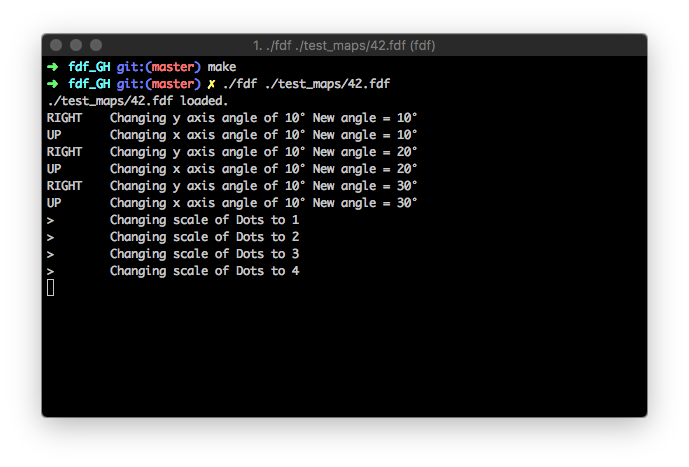 1. ./fdf ./test_maps/42.fdf (fdf)
➜ fdf_GH git:(master) make
➜ fdf_GH git:(master) ✗ ./fdf ./test_maps/42.fdf
./test_maps/42.fdf loaded.
RIGHT Changing y axis angle of 10° New angle = 10°
UP Changing x axis angle of 10° New angle = 10°
RIGHT Changing y axis angle of 10° New angle = 20°
UP Changing x axis angle of 10° New angle = 20°
RIGHT Changing y axis angle of 10° New angle = 30°
UP Changing x axis angle of 10° New angle = 30°
> Changing scale of Dots to 1
> Changing scale of Dots to 2
> Changing scale of Dots to 3
> Changing scale of Dots to 4